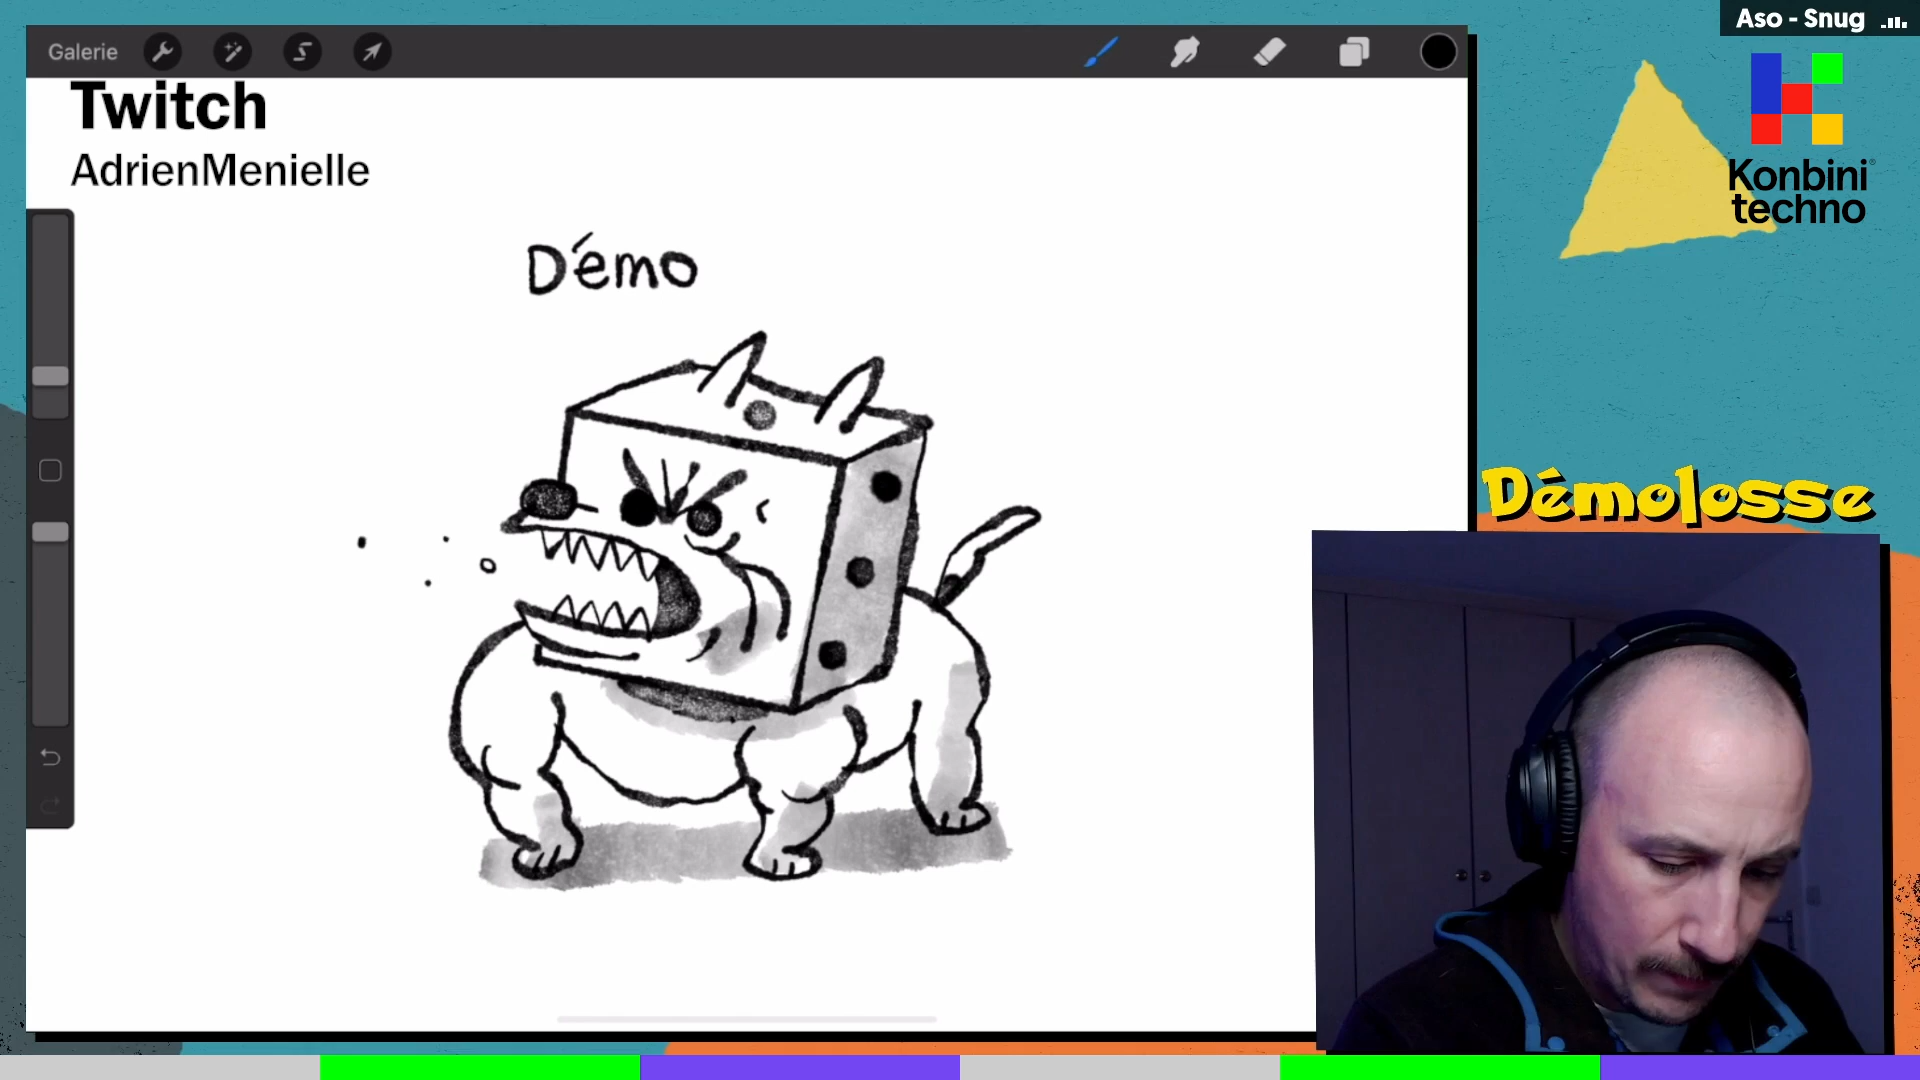 Aso - Snug
Galerie
Twitch
AdrienMenielle
Konbini
techno
Démo
Démolosse